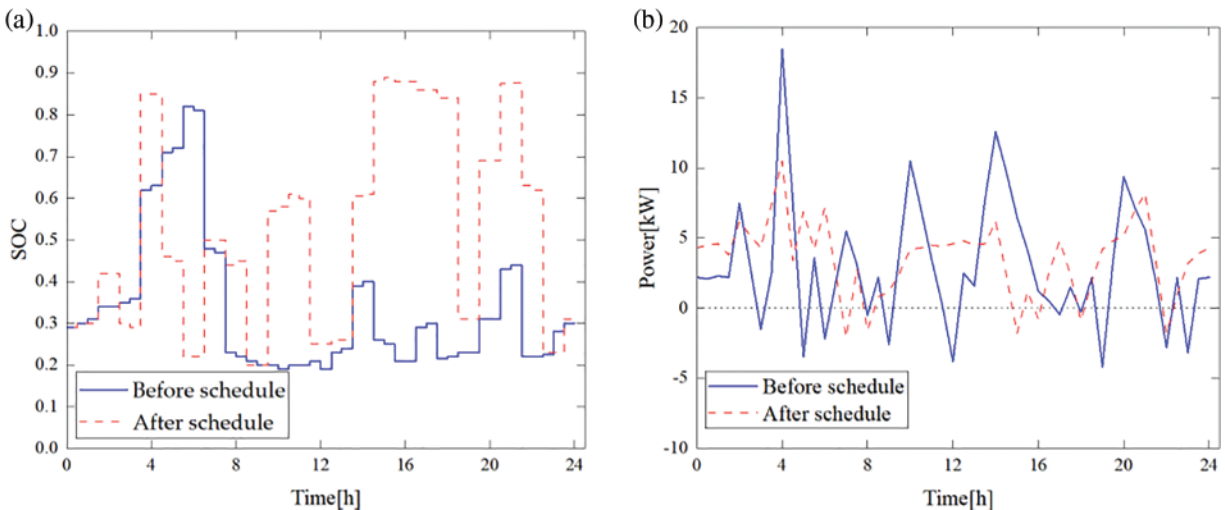 (a)
1.0
0.9
0.8
0.7
0.6
0.5
0.4
0.3
0.2
0.1
0.0
SOC
Before schedule
After schedule
0 4 8 12 16 20 24
Time[h]
(b)
20
15
10
5
0
-5
-10
Power[kW]
Before schedule
After schedule
0 4 8 12 16 20 24
Time[h]